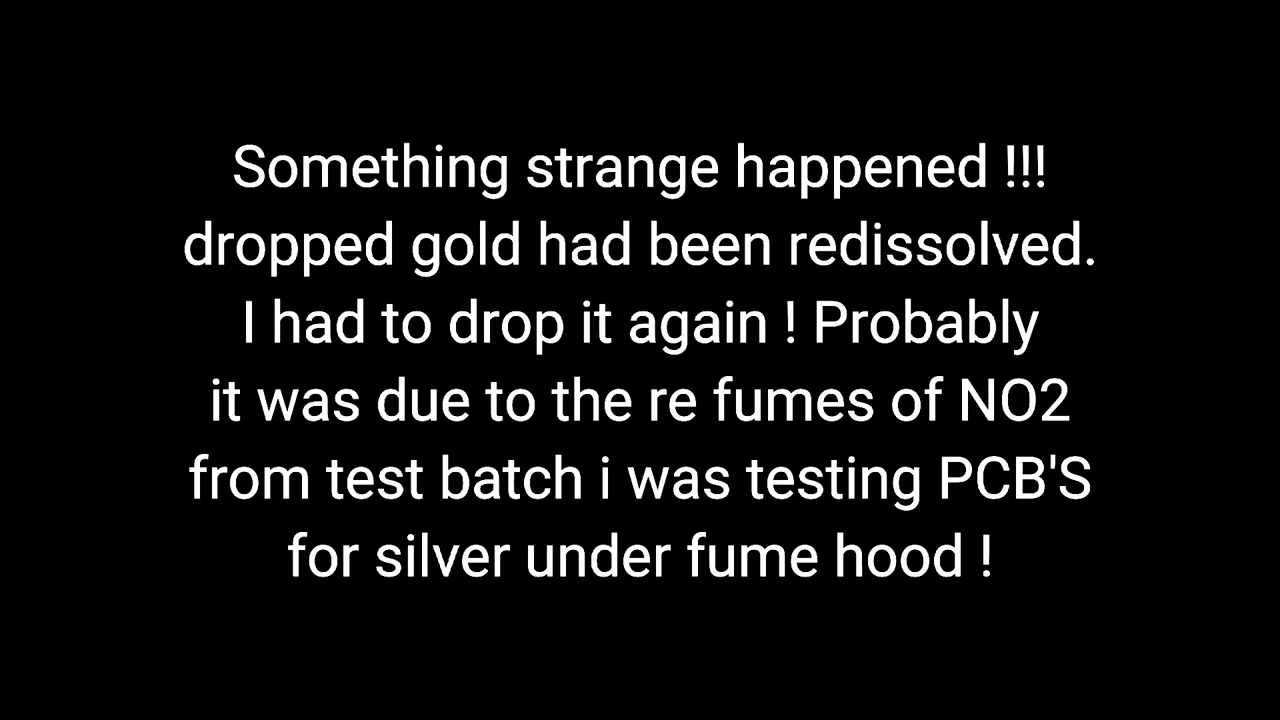 Something strange happened !!!
dropped gold had been redissolved.
I had to drop it again ! Probably
it was due to the re fumes of NO2
from test batch i was testing PCB'S
for silver under fume hood !